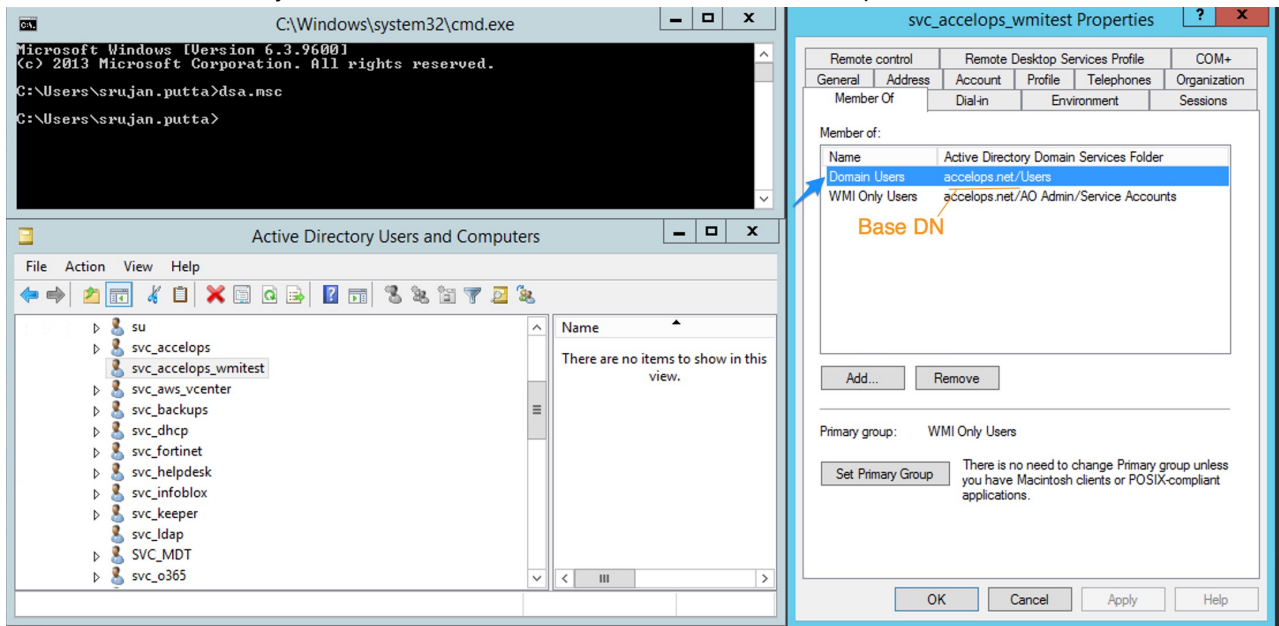 C:\Windows\system32\cmd.exe
Microsoft Windows [Version 6.3.9600]
(c) 2013 Microsoft Corporation. All rights reserved.
C:\Users\srujan.putta>dsa.msc
C:\Users\srujan.putta>
Active Directory Users and Computers
File Action View Help
su
svc_accelops
svc_accelops_wmitest
svc_aws_vcenter
svc_backups
svc_dhcp
svc_fortinet
svc_helpdesk
svc_infoblox
svc_keeper
svc_ldap
SVC_MDT
svc_o365
Name
There are no items to show in this
view.
svc_accelops_wmitest Properties
Remote control Remote Desktop Services Profile COM+
General Address Account Profile Telephones Organization
Member Of Dial-in Environment Sessions
Member of:
Name Active Directory Domain Services Folder
Domain Users accelops.net/Users
WMI Only Users accelops.net/AO Admin/Service Accounts
Base DN
Add... Remove
Primary group: WMI Only Users
Set Primary Group
There is no need to change Primary group unless
you have Macintosh clients or POSIX-compliant
applications.
OK Cancel Apply Help